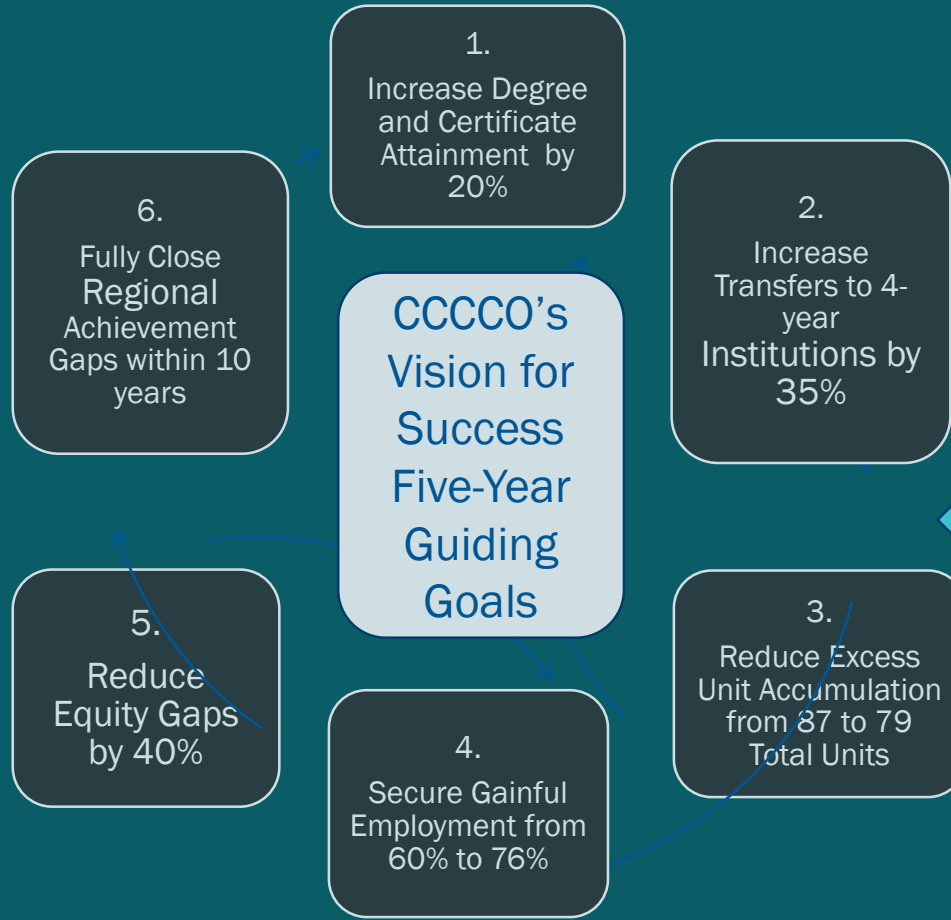 1.
Increase Degree
and Certificate
Attainment by
20%
2.
Increase
Transfers to 4-
year
Institutions by
35%
3.
Reduce Excess
Unit Accumulation
from 87 to 79
Total Units
4.
Secure Gainful
Employment from
60% to 76%
5.
Reduce
Equity Gaps
by 40%
6.
Fully Close
Regional
Achievement
Gaps within 10
years
CCCCO’s
Vision for
Success
Five-Year
Guiding
Goals